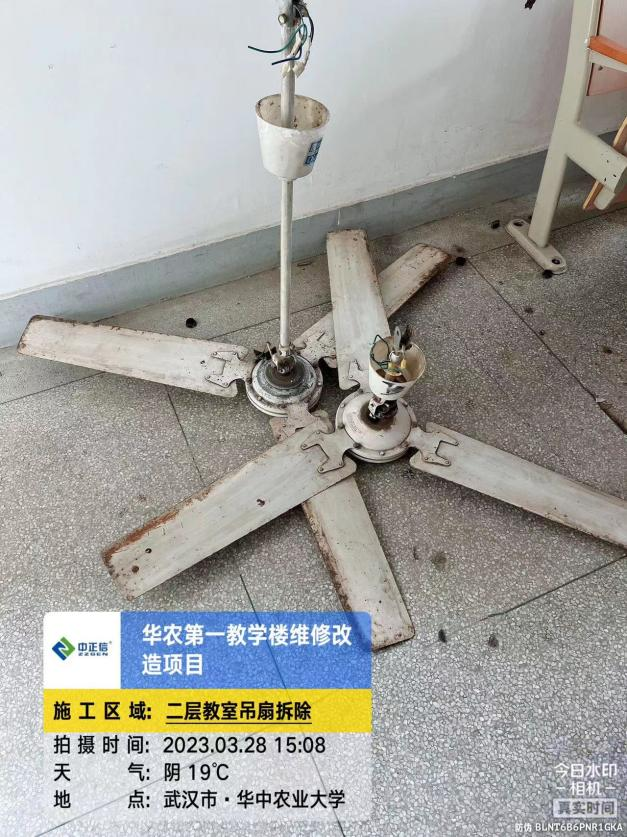 中正信®
ZZGEN
华农第一教学楼维修改
造项目
施工区域: 二层教室吊扇拆除
拍摄时间: 2023.03.28 15:08
天气: 阴 19℃
地点: 武汉市·华中农业大学
今日水印
相机
真实时间
防伪 BLNT6B6PNR1GKA